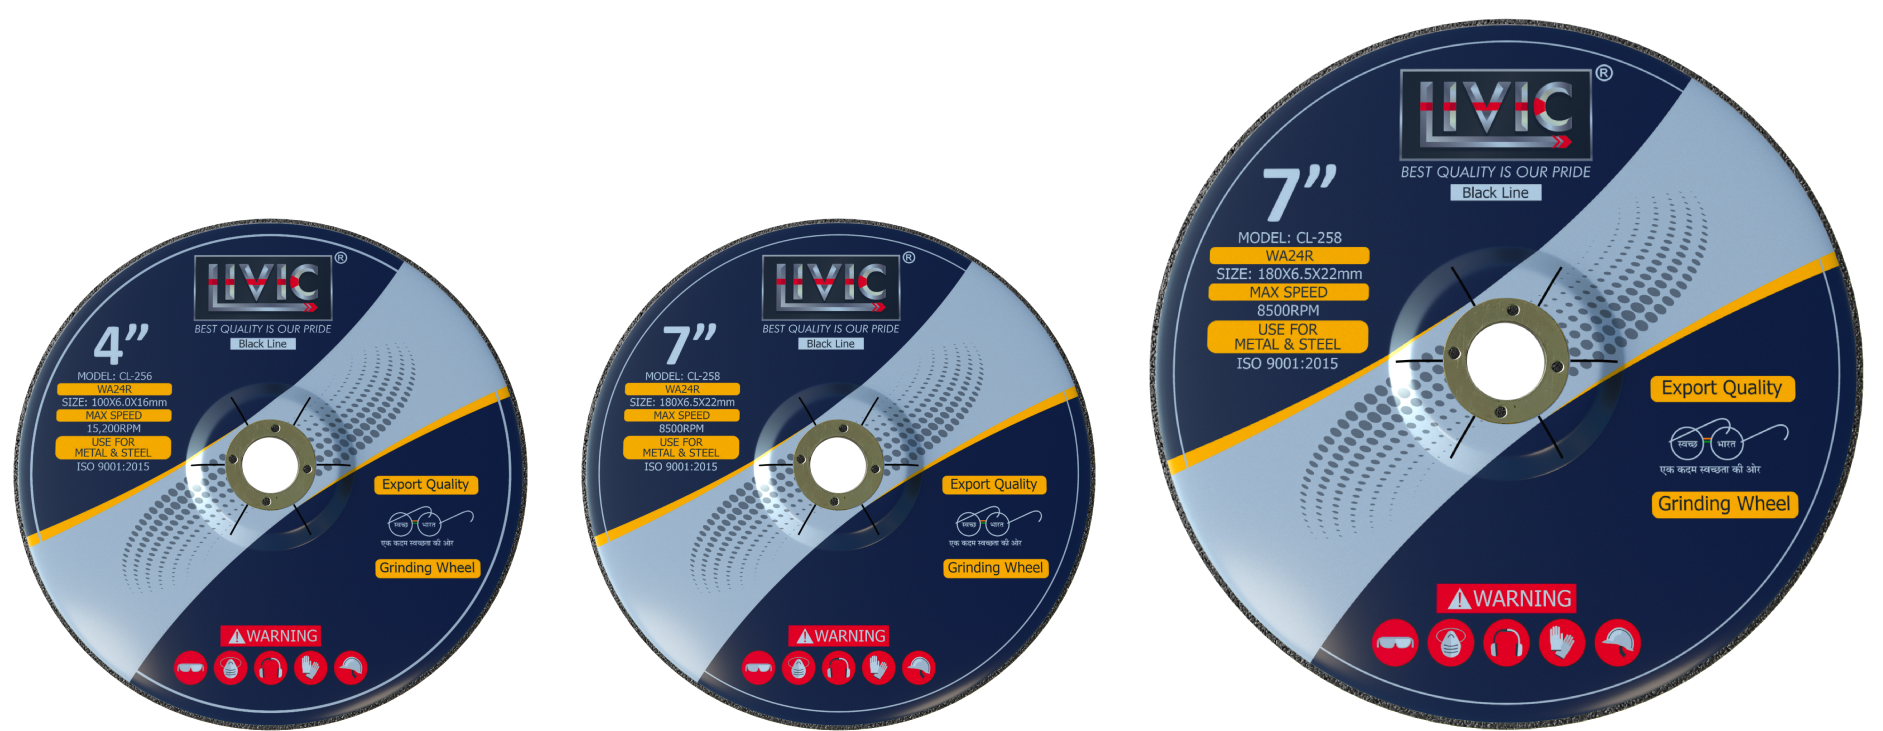 LIVIC
®
BEST QUALITY IS OUR PRIDE
Black Line
4”
MODEL: CL-256
WA24R
SIZE: 100X6.0X16mm
MAX SPEED
15,200RPM
USE FOR
METAL & STEEL
ISO 9001:2015
Export Quality
स्वच्छ भारत
एक कदम स्वच्छता की ओर
Grinding Wheel
WARNING
LIVIC
®
BEST QUALITY IS OUR PRIDE
Black Line
7”
MODEL: CL-258
WA24R
SIZE: 180X6.5X22mm
MAX SPEED
8500RPM
USE FOR
METAL & STEEL
ISO 9001:2015
Export Quality
स्वच्छ भारत
एक कदम स्वच्छता की ओर
Grinding Wheel
WARNING
LIVIC
®
BEST QUALITY IS OUR PRIDE
Black Line
7”
MODEL: CL-258
WA24R
SIZE: 180X6.5X22mm
MAX SPEED
8500RPM
USE FOR
METAL & STEEL
ISO 9001:2015
Export Quality
स्वच्छ भारत
एक कदम स्वच्छता की ओर
Grinding Wheel
WARNING